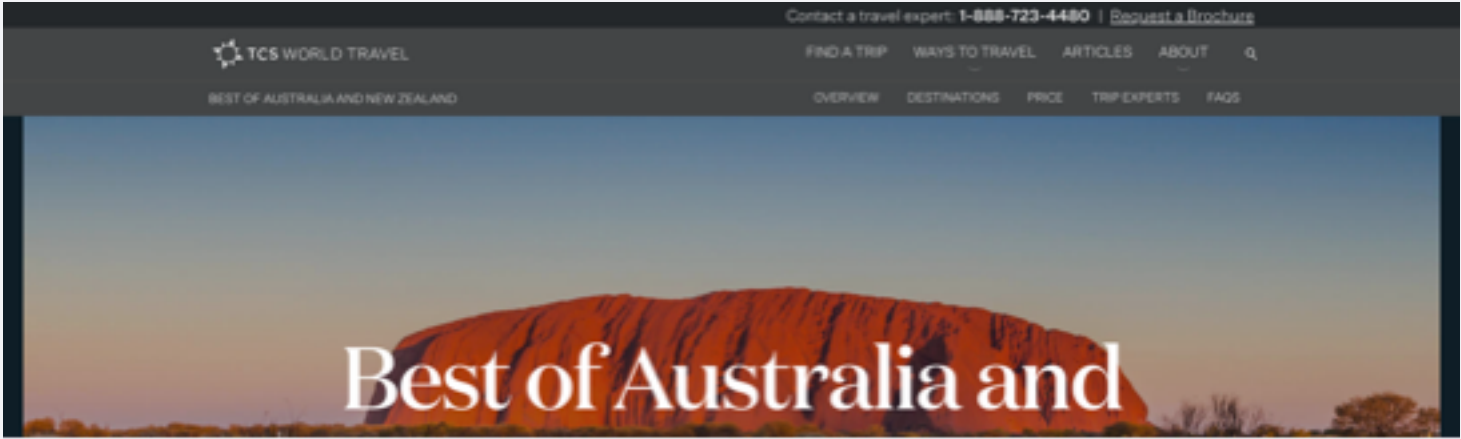 Contact a travel expert: 1-888-723-4480 | Request a Brochure
TCS WORLD TRAVEL
FIND A TRIP WAYS TO TRAVEL ARTICLES ABOUT
BEST OF AUSTRALIA AND NEW ZEALAND
OVERVIEW DESTINATIONS PRICE TRIP EXPERTS FAQS
Best of Australia and